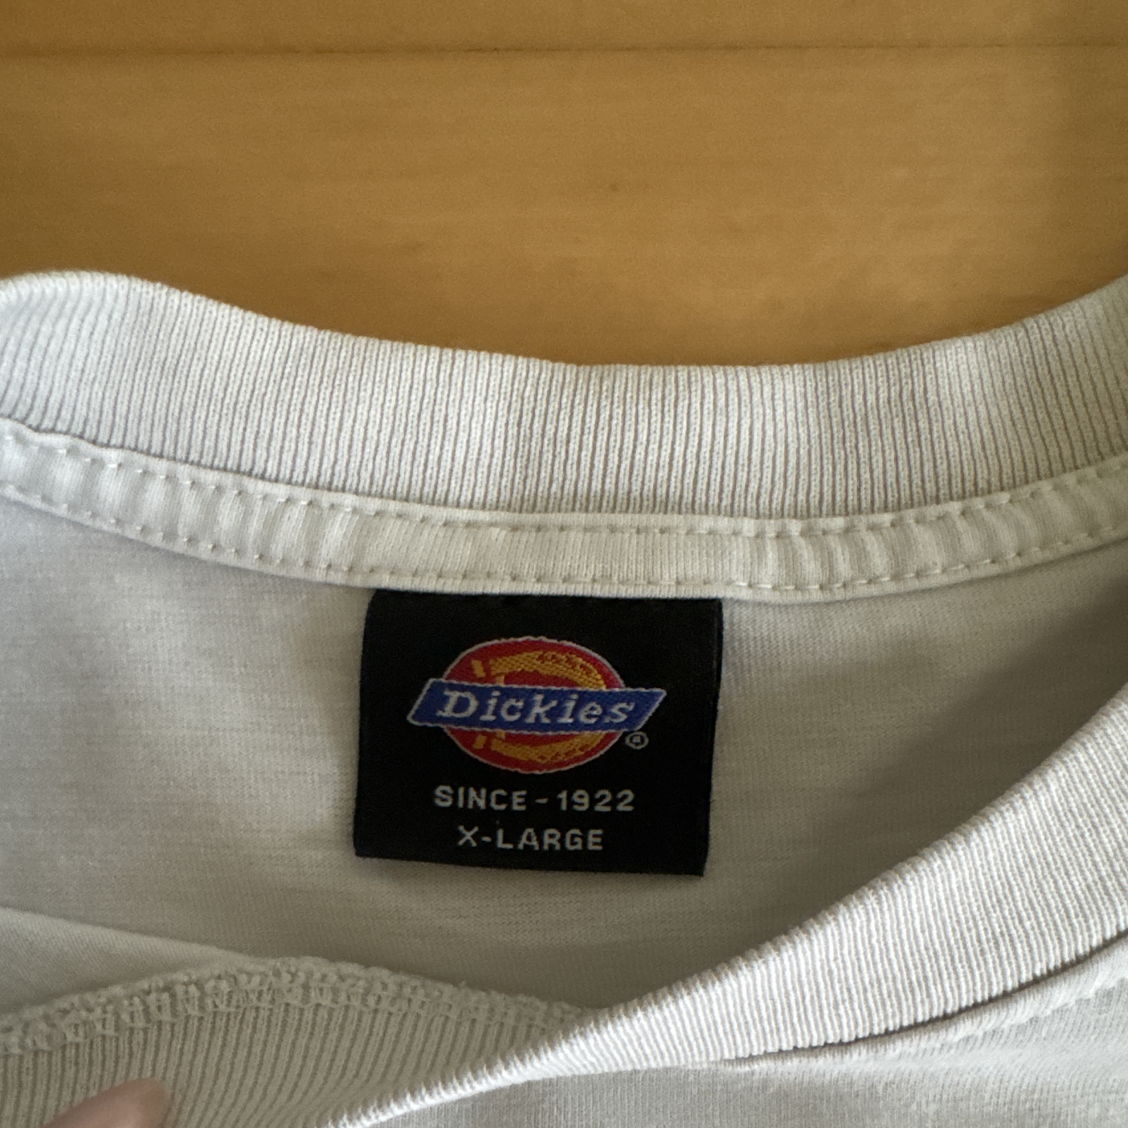 Dickies
®
SINCE - 1922
X-LARGE